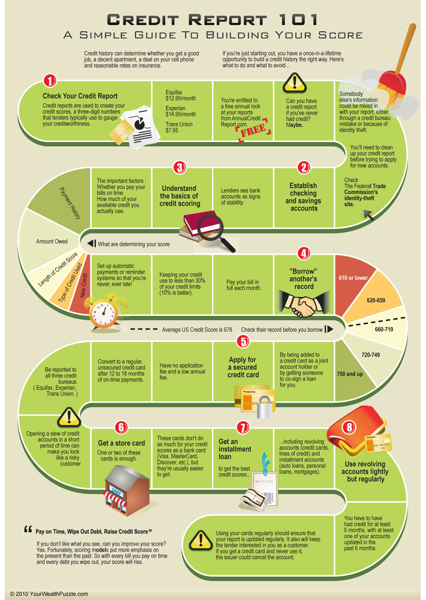 CREDIT REPORT 101
A SIMPLE GUIDE TO BUILDING YOUR SCORE
Credit history can determine whether you get a good
job, a decent apartment, a deal on your cell phone
and reasonable rates on insurance.
If you're just starting out, you have a once-in-a-lifetime
opportunity to build a credit history the right way. Here's
what to do and what to avoid...
1
Check Your Credit Report
Credit reports are used to create your credit
scores, a three-digit numbers
that lenders typically use to gauge
your creditworthiness.
Equifax
$12.95/month
Experian
$14.95/month
Trans Union
$7.95
You're entitled to
a free annual look
at your reports
from AnnualCredit
Report.com.
FREE
Can you have
a credit report
if you've never
had credit?
Maybe.
Somebody
else's information
could be mixed in
with your report, either
through a credit bureau
mistake or because of
identity theft.
You'll need to clean
up your credit report
before trying to apply
for new accounts.
Check
The Federal Trade
Commission's
identity-theft
site.
2
Establish
checking
and savings
accounts
Lenders see bank
accounts as signs
of stability.
3
Understand
the basics of
credit scoring
The important factors :
Whether you pay your
bills on time.
How much of your
available credit you
actually use.
Payment History
Amount Owed
Length of Credit Score
Type of Credit Used
New Credit
What are determining your score
Set up automatic
payments or reminder
systems so that you're
never, ever late!
Keeping your credit
use to less than 30%
of your credit limits
(10% is better).
Pay your bill in
full each month.
4
"Borrow"
another's
record
619 or lower
620-659
660-719
720-749
750 and up
Average US Credit Score is 678
Check their record before you borrow
By being added to
a credit card as a joint
account holder or
by getting someone
to co-sign a loan
for you.
5
Apply for
a secured
credit card
Have no application
fee and a low annual
fee.
Convert to a regular,
unsecured credit card
after 12 to 18 months
of on-time payments.
Be reported to
all three credit
bureaus.
( Equifax, Experian,
Trans Union. )
Opening a slew of credit
accounts in a short
period of time can
make you look
like a risky
customer
6
Get a store card
One or two of these
cards is enough.
These cards don't do
as much for your credit
scores as a bank card
(Visa, MasterCard,
Discover, etc.), but
they're usually easier
to get.
7
Get an
installment
loan
to get the best
credit scores...
...including revolving
accounts (credit cards,
lines of credit) and
installment accounts
(auto loans, personal
loans, mortgages).
8
Use revolving
accounts lightly
but regularly
You have to have
had credit for at least
6 months, with at least
one of your accounts
updated in the
past 6 months.
Using your cards regularly should ensure that
your report is updated regularly. It also will keep
the lender interested in you as a customer.
If you get a credit card and never use it,
the issuer could cancel the account.
“ Pay on Time, Wipe Out Debt, Raise Credit Score ”
If you don't like what you see, can you improve your score?
Yes. Fortunately, scoring models put more emphasis on
the present than the past. So with every bill you pay on time
and every debt you wipe out, your score will rise.
© 2010 YourWealthPuzzle.com